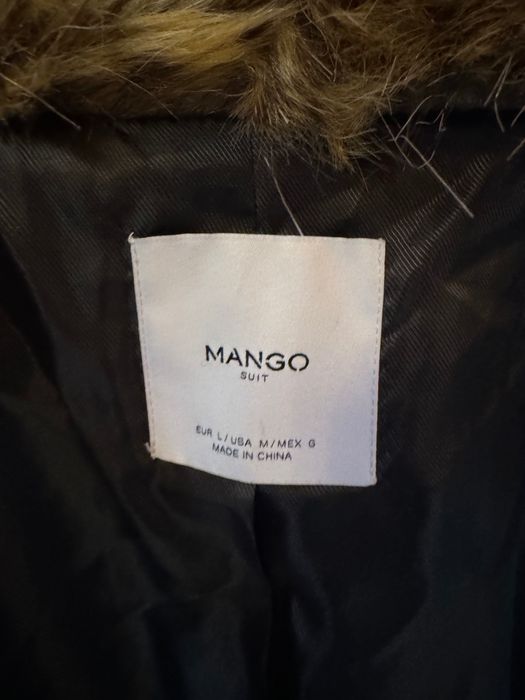 MANGO
SUIT
EUR L/USA M/MEX G
MADE IN CHINA